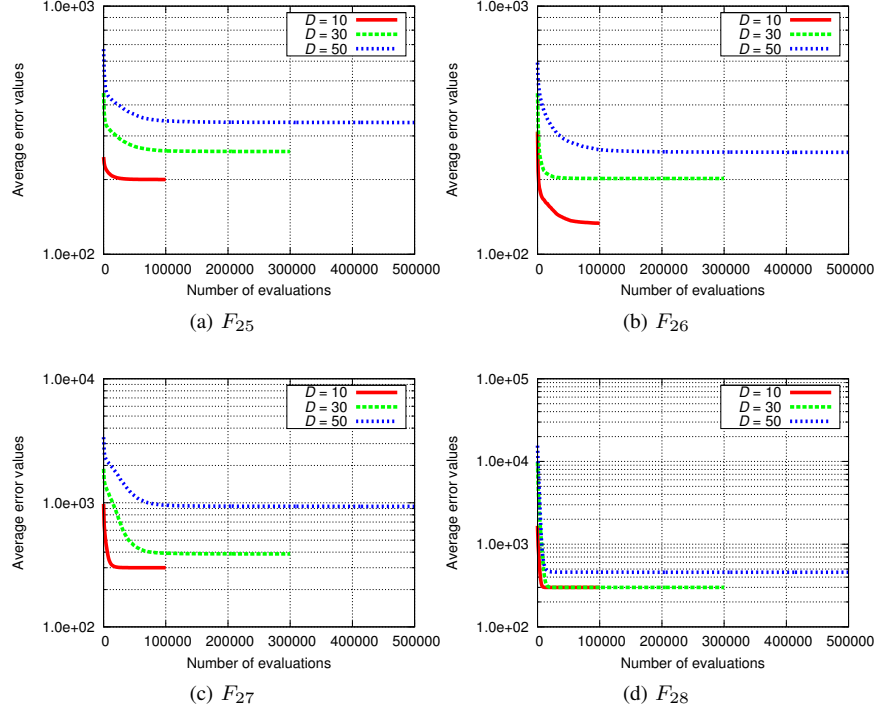 1.0e+03
1.0e+02
Average error values
D = 10
D = 30
D = 50
0 100000 200000 300000 400000 500000
Number of evaluations
(a) F25
1.0e+03
1.0e+02
Average error values
D = 10
D = 30
D = 50
0 100000 200000 300000 400000 500000
Number of evaluations
(b) F26
1.0e+04
1.0e+03
1.0e+02
Average error values
D = 10
D = 30
D = 50
0 100000 200000 300000 400000 500000
Number of evaluations
(c) F27
1.0e+05
1.0e+04
1.0e+03
1.0e+02
Average error values
D = 10
D = 30
D = 50
0 100000 200000 300000 400000 500000
Number of evaluations
(d) F28